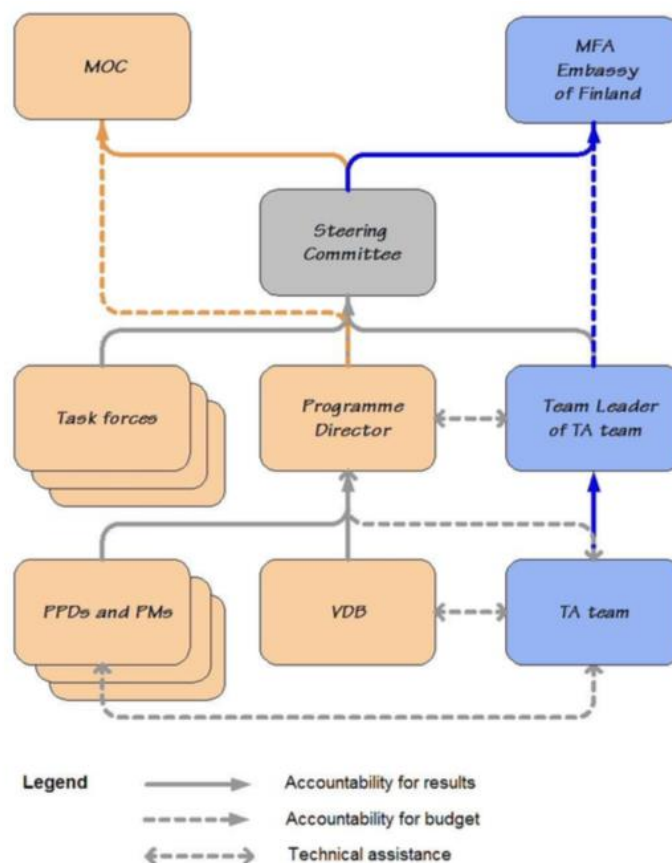 MOC
MFA
Embassy
of Finland
Steering
Committee
Task forces
Programme
Director
Team Leader
of TA team
PPDs and PMs
VDB
TA team
Legend
Accountability for results
Accountability for budget
Technical assistance